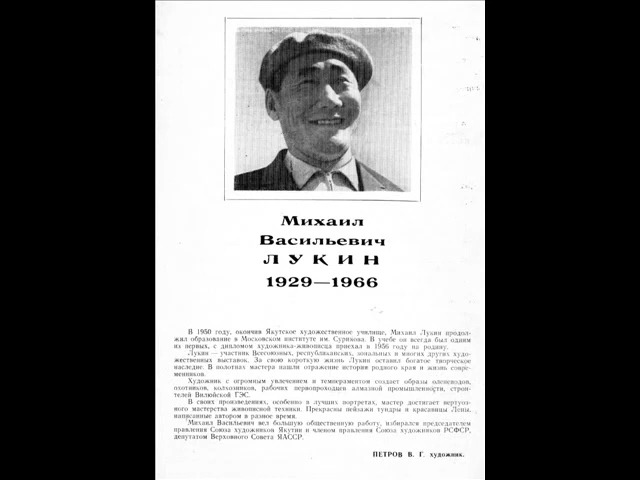 Михаил
Васильевич
ЛУКИН
1929—1966
В 1950 году, окончив Якутское художественное училище, Михаил Лукин продол-
жил образование в Московском институте им. Сурикова. В учебе он всегда был одним
из первых, с дипломом художника-живописца приехал в 1956 году на родину.
Лукин — участник Всесоюзных, республиканских, зональных и многих других худо-
жественных выставок. За свою короткую жизнь Лукин оставил богатое творческое
наследие. В полотнах мастера нашли отражение история родного края и жизнь совре-
менников.
Художник с огромным увлечением и темпераментом создает образы оленеводов,
охотников, колхозников, рабочих первопроходцев алмазной промышленности, строи-
телей Вилюйской ГЭС.
В своих произведениях, особенно в лучших портретах, мастер достигает виртуоз-
ного мастерства живописной техники. Прекрасны пейзажи тундры и красавицы Лены,
написанные автором в разное время.
Михаил Васильевич вел большую общественную работу, избирался председателем
правления Союза художников Якутии и членом правления Союза художников РСФСР,
депутатом Верховного Совета ЯАССР.
ПЕТРОВ В. Г. художник.